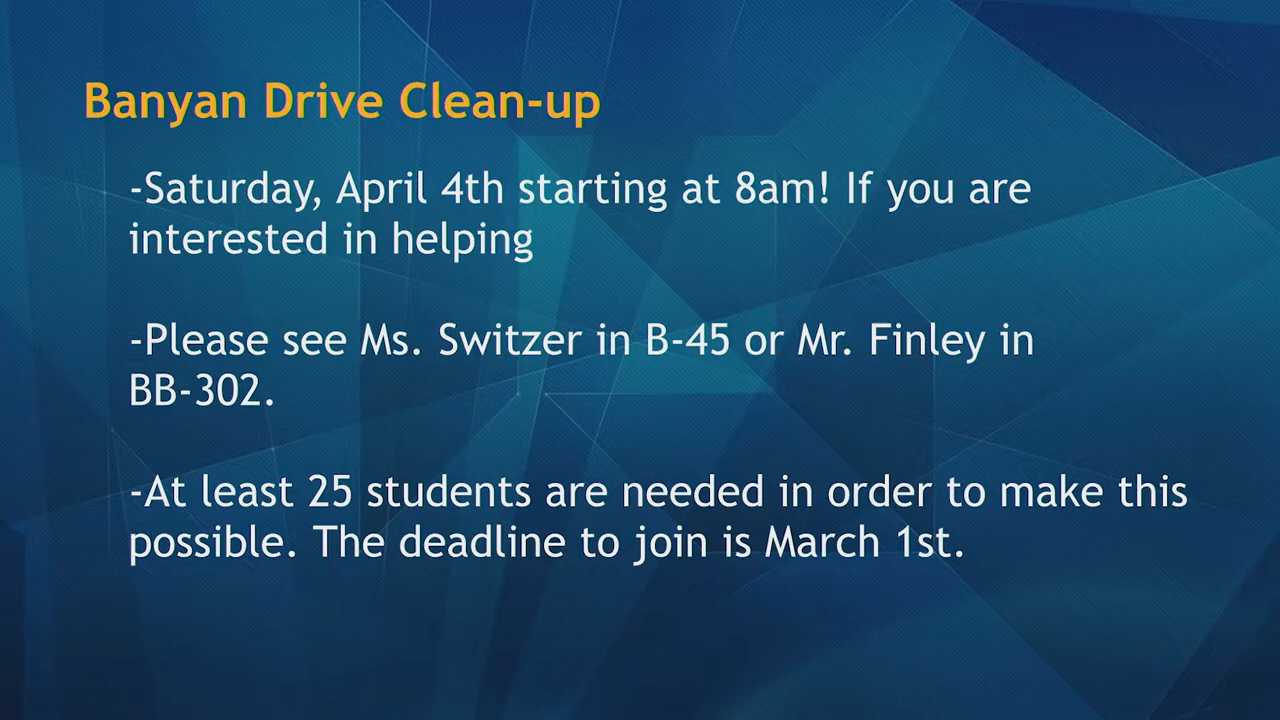 Banyan Drive Clean-up
-Saturday, April 4th starting at 8am! If you are
interested in helping
-Please see Ms. Switzer in B-45 or Mr. Finley in
BB-302.
-At least 25 students are needed in order to make this
possible. The deadline to join is March 1st.